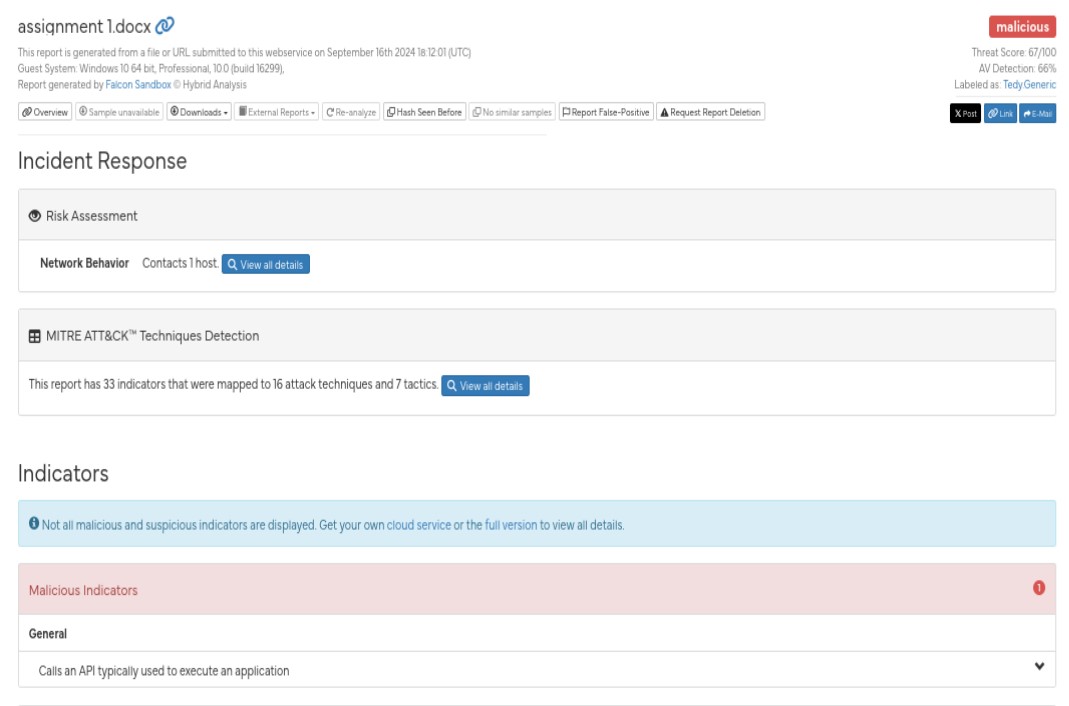 assignment 1.docx
malicious
This report is generated from a file or URL submitted to this webservice on September 16th 2024 18:12:01 (UTC)
Threat Score: 67/100
Guest System: Windows 10 64 bit, Professional, 10.0 (build 16299),
AV Detection: 66%
Report generated by Falcon Sandbox © Hybrid Analysis
Labeled as: Tedy.Generic
Overview Sample unavailable Downloads External Reports Re-analyze Hash Seen Before No similar samples Report False-Positive Request Report Deletion
X Post Link E-Mail
Incident Response
Risk Assessment
Network Behavior Contacts 1 host. View all details
MITRE ATT&CK™ Techniques Detection
This report has 33 indicators that were mapped to 16 attack techniques and 7 tactics. View all details
Indicators
Not all malicious and suspicious indicators are displayed. Get your own cloud service or the full version to view all details.
Malicious Indicators 1
General
Calls an API typically used to execute an application